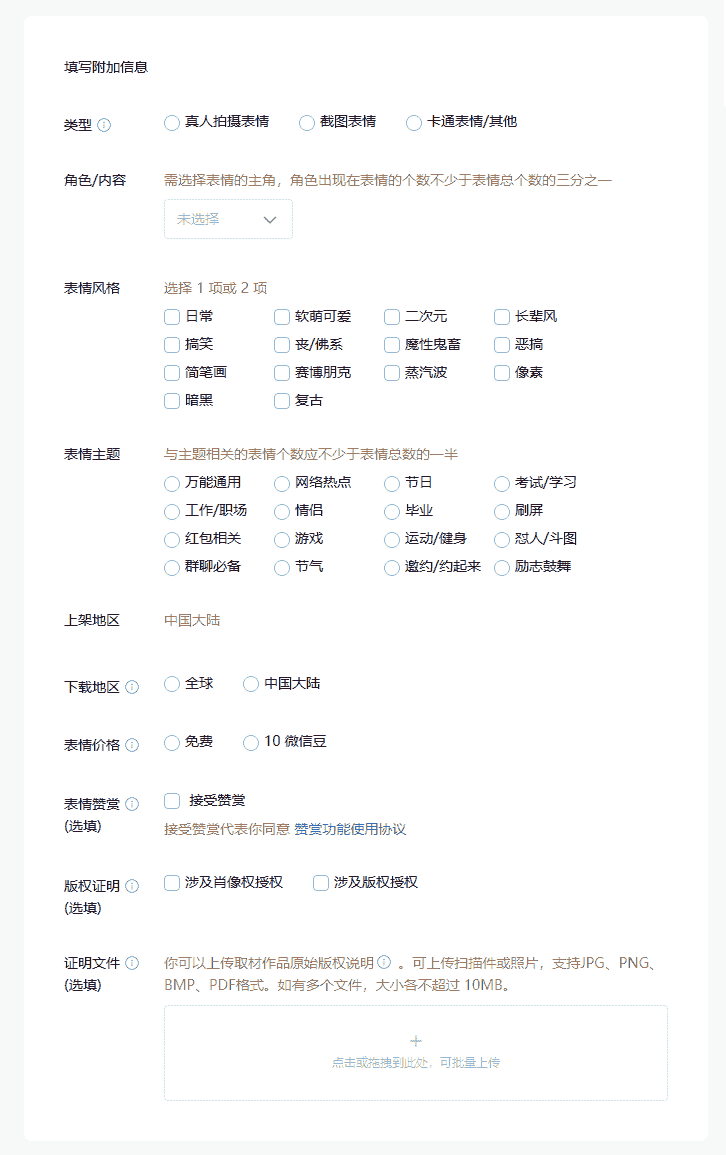 填写附加信息
类型 真人拍摄表情 截图表情 卡通表情/其他
角色/内容 需选择表情的主角，角色出现在表情的个数不少于表情总个数的三分之一
未选择
表情风格 选择 1 项或 2 项
日常 软萌可爱 二次元 长辈风
搞笑 丧/佛系 魔性鬼畜 恶搞
简笔画 赛博朋克 蒸汽波 像素
暗黑 复古
表情主题 与主题相关的表情个数应不少于表情总数的一半
万能通用 网络热点 节日 考试/学习
工作/职场 情侣 毕业 刷屏
红包相关 游戏 运动/健身 怼人/斗图
群聊必备 节气 邀约/约起来 励志鼓舞
上架地区 中国大陆
下载地区 全球 中国大陆
表情价格 免费 10 微信豆
表情赞赏 接受赞赏
(选填) 接受赞赏代表你同意 赞赏功能使用协议
版权证明 涉及肖像权授权 涉及版权授权
(选填)
证明文件 你可以上传取材作品原始版权说明 。可上传扫描件或照片，支持JPG、PNG、
(选填) BMP、PDF格式。如有多个文件，大小各不超过 10MB。
点击或拖拽到此处，可批量上传